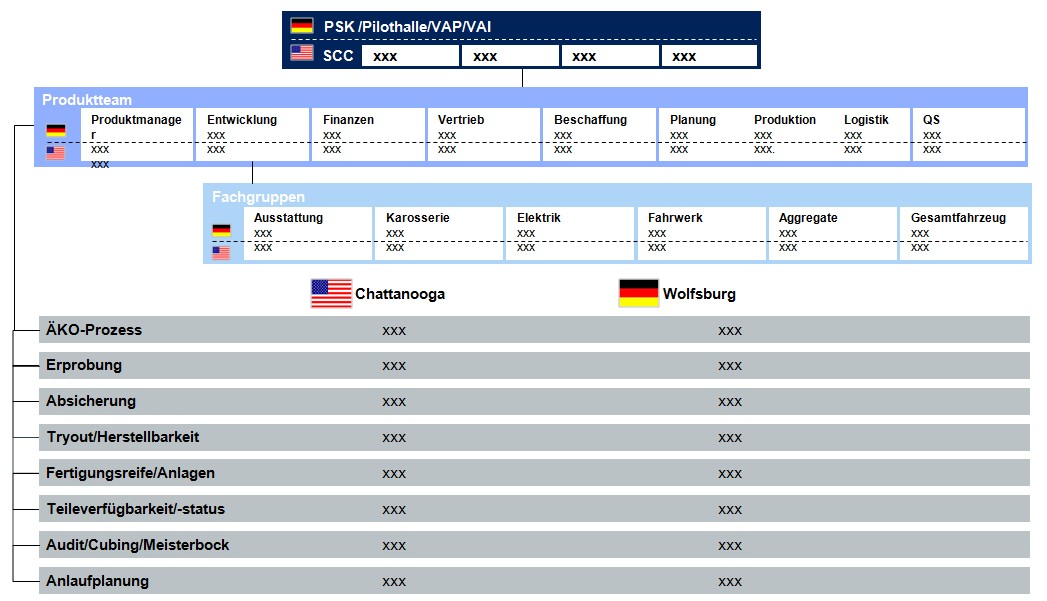 PSK /Pilothalle/VAP/VAI
SCC xxx xxx xxx xxx
Produktteam
Produktmanage Entwicklung Finanzen Vertrieb Beschaffung Planung Produktion Logistik QS
r xxx xxx xxx xxx xxx xxx xxx xxx
xxx xxx xxx xxx xxx xxx xxx. xxx xxx
xxx
Fachgruppen
Ausstattung Karosserie Elektrik Fahrwerk Aggregate Gesamtfahrzeug
xxx xxx xxx xxx xxx xxx
xxx xxx xxx xxx xxx xxx
Chattanooga Wolfsburg
ÄKO-Prozess xxx xxx
Erprobung xxx xxx
Absicherung xxx xxx
Tryout/Herstellbarkeit xxx xxx
Fertigungsreife/Anlagen xxx xxx
Teileverfügbarkeit/-status xxx xxx
Audit/Cubing/Meisterbock xxx xxx
Anlaufplanung xxx xxx